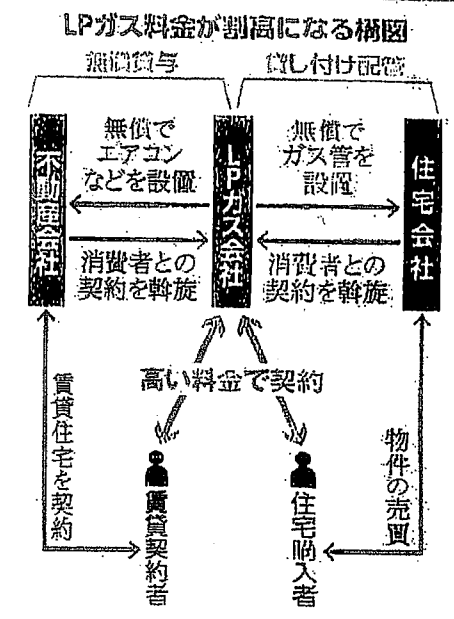 LPガス料金が割高になる構図
無償貸与
貸し付け配管
不動産会社
無償で
エアコン
などを設置
LPガス会社
無償で
ガス管を
設置
住宅会社
消費者との
契約を斡旋
消費者との
契約を斡旋
高い料金で契約
賃貸住宅を契約
賃貸契約者
住宅購入者
物件の売買